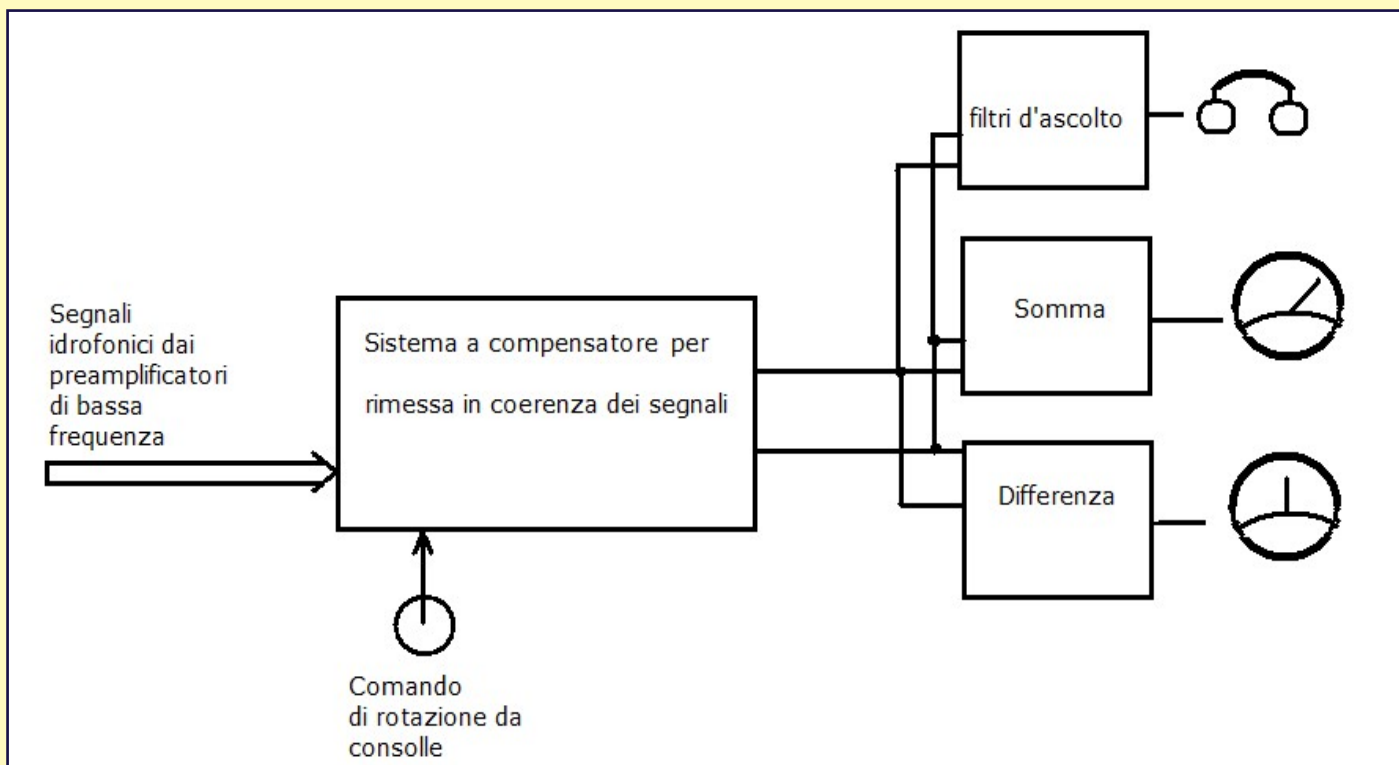 filtri d'ascolto
Somma
Segnali
idrofonici dai
preamplificatori
di bassa
frequenza
Sistema a compensatore per
rimessa in coerenza dei segnali
Differenza
Comando
di rotazione da
consolle